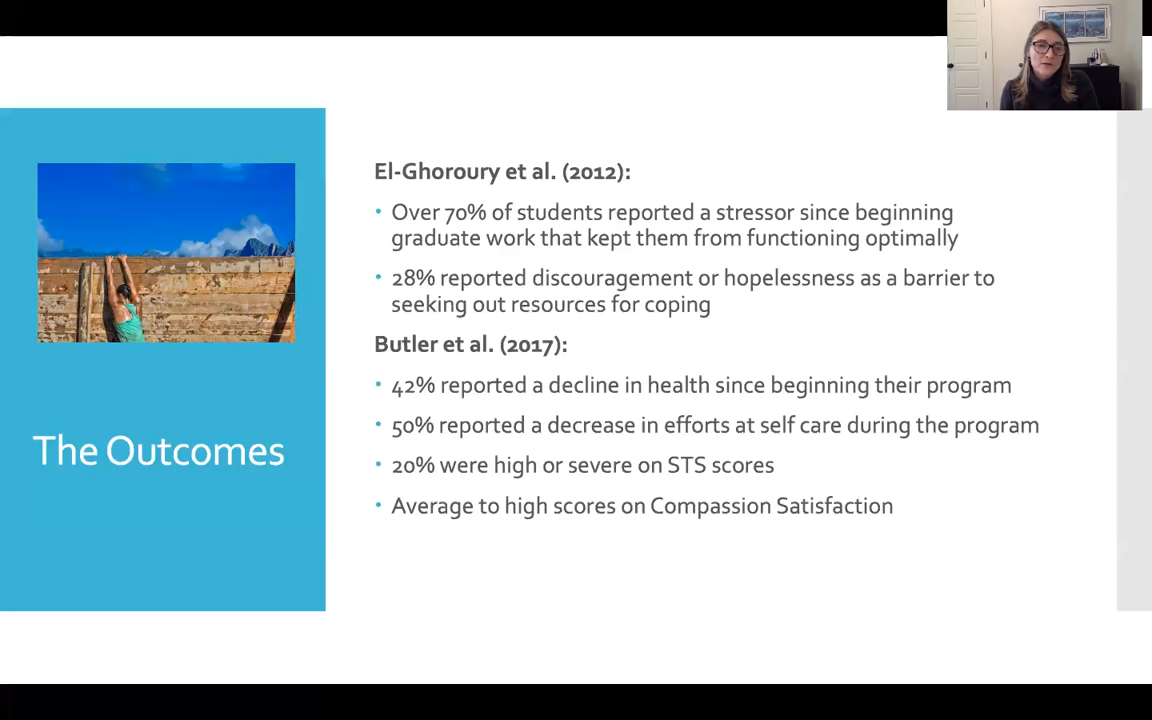 The Outcomes
El-Ghoroury et al. (2012):
• Over 70% of students reported a stressor since beginning
graduate work that kept them from functioning optimally
• 28% reported discouragement or hopelessness as a barrier to
seeking out resources for coping
Butler et al. (2017):
• 42% reported a decline in health since beginning their program
• 50% reported a decrease in efforts at self care during the program
• 20% were high or severe on STS scores
• Average to high scores on Compassion Satisfaction